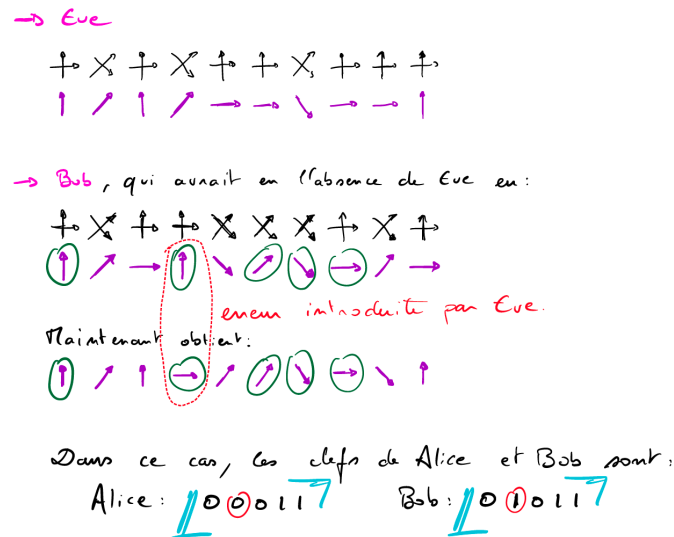 → Eve
↑ ↗ ↑ ↗ → → ↘ → → ↑
→ Bob, qui aurait en l'absence de Eve eu:
↑ ↗ → ↑ ↘ ↗ ↘ → ↗ →
erreur introduite par Eve.
Maintenant obtient:
↑ ↗ ↑ → ↗ ↗ ↘ → ↘ ↑
Dans ce cas, les clefs de Alice et Bob sont:
Alice: 00011 Bob: 01011